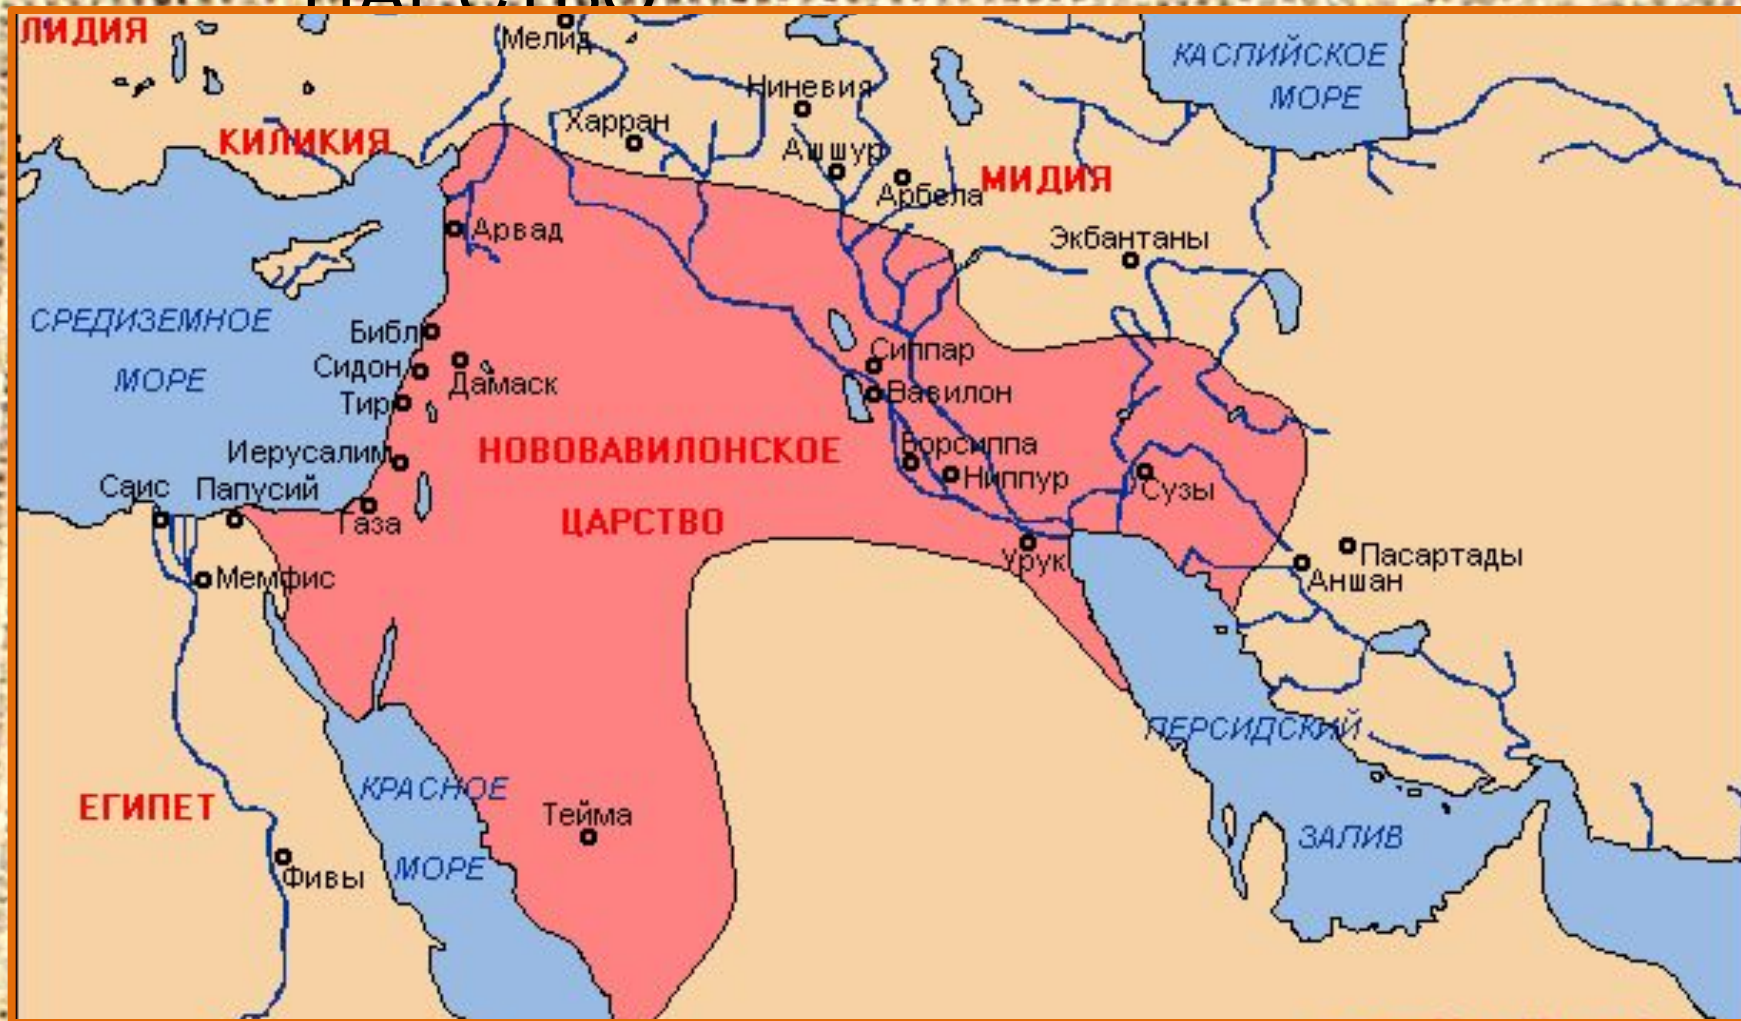 ЛИДИЯ
Мелид
КАСПИЙСКОЕ
МОРЕ
Ниневия
Харран
КИЛИКИЯ
Ашшур
Арбела
МИДИЯ
Арвад
Экбантаны
СРЕДИЗЕМНОЕ
МОРЕ
Библ
Сидон
Дамаск
Тир
Сиппар
Вавилон
Иерусалим
НОВОВАВИЛОНСКОЕ
ЦАРСТВО
Борсиппа
Ниппур
Сузы
Саис
Папусий
Газа
Урук
Пасартады
Аншан
Мемфис
ПЕРСИДСКИЙ
ЗАЛИВ
КРАСНОЕ
МОРЕ
ЕГИПЕТ
Тейма
Фивы